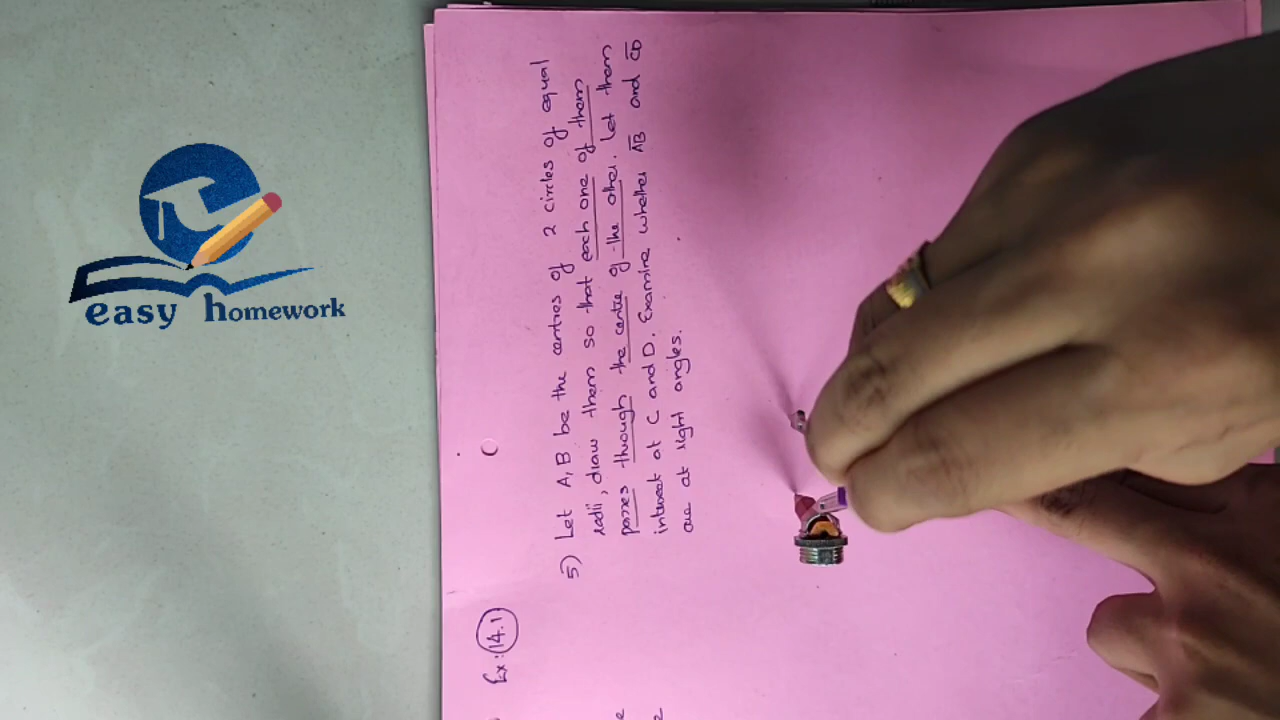 easy homework
Ex: 14.1
5) Let A, B be the centres of 2 circles of equal
radii, draw them so that each one of them
passes through the centre of the other. Let them
intersect at C and D. Examine whether A̅B̅ and C̅D̅
are at right angles.